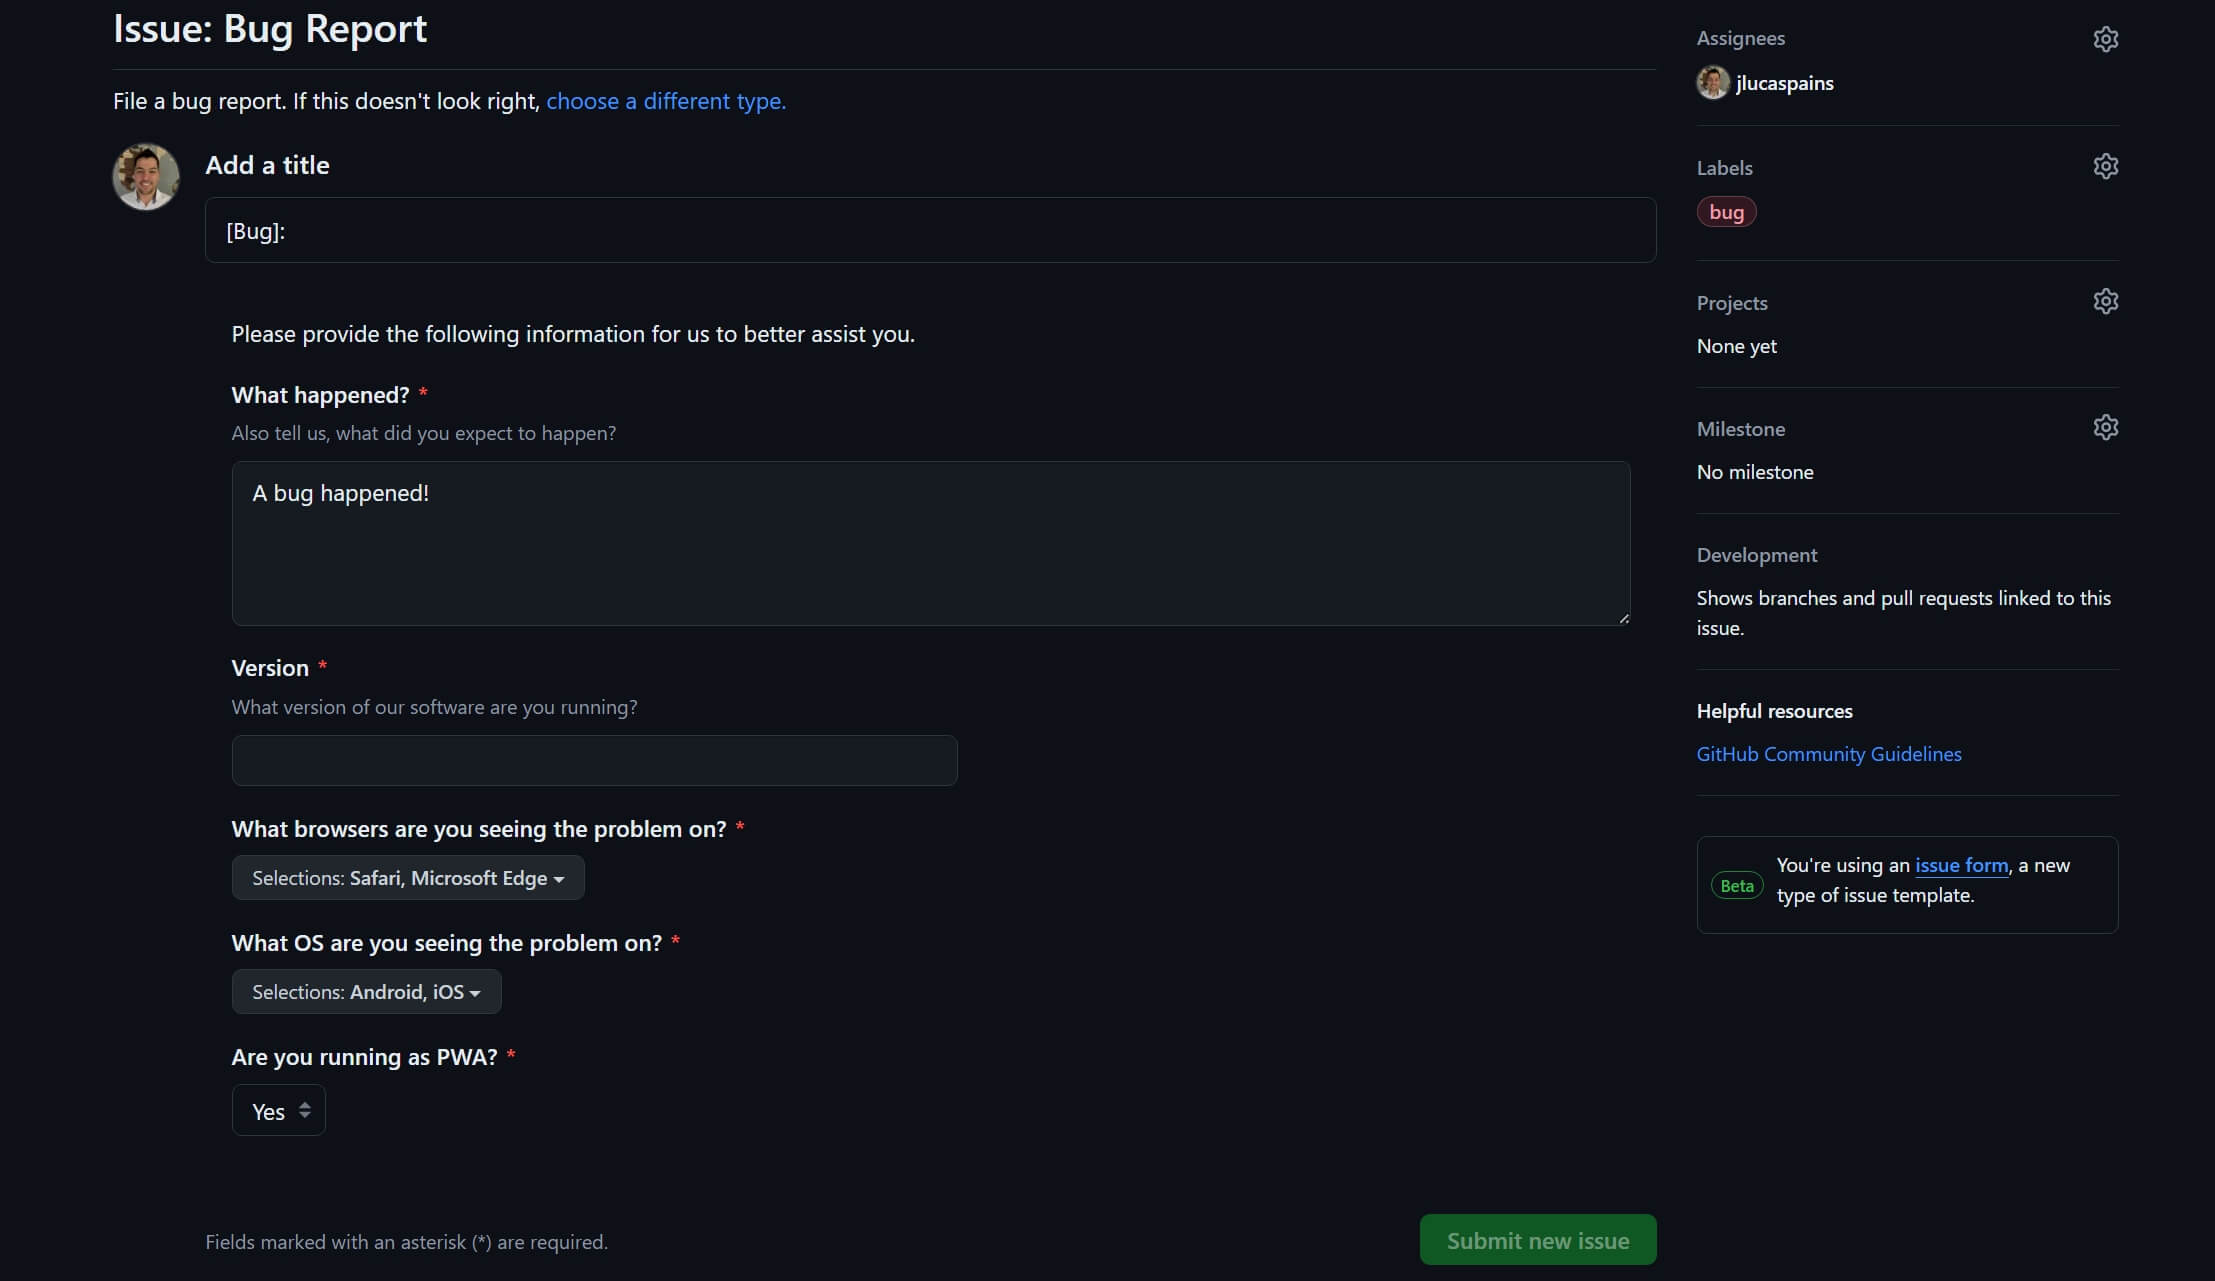 Issue: Bug Report
File a bug report. If this doesn't look right, choose a different type.
Add a title
[Bug]:
Please provide the following information for us to better assist you.
What happened? *
Also tell us, what did you expect to happen?
A bug happened!
Version *
What version of our software are you running?
What browsers are you seeing the problem on? *
Selections: Safari, Microsoft Edge
What OS are you seeing the problem on? *
Selections: Android, iOS
Are you running as PWA? *
Yes
Fields marked with an asterisk (*) are required.
Submit new issue
Assignees
jlucaspains
Labels
bug
Projects
None yet
Milestone
No milestone
Development
Shows branches and pull requests linked to this
issue.
Helpful resources
GitHub Community Guidelines
Beta
You're using an issue form, a new
type of issue template.